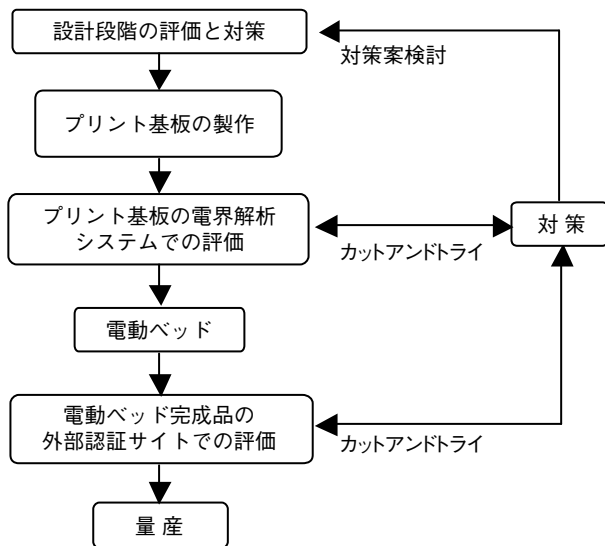 設計段階の評価と対策
対策案検討
プリント基板の製作
プリント基板の電界解析
システムでの評価
対 策
カットアンドトライ
電動ベッド
電動ベッド完成品の
外部認証サイトでの評価
カットアンドトライ
量 産